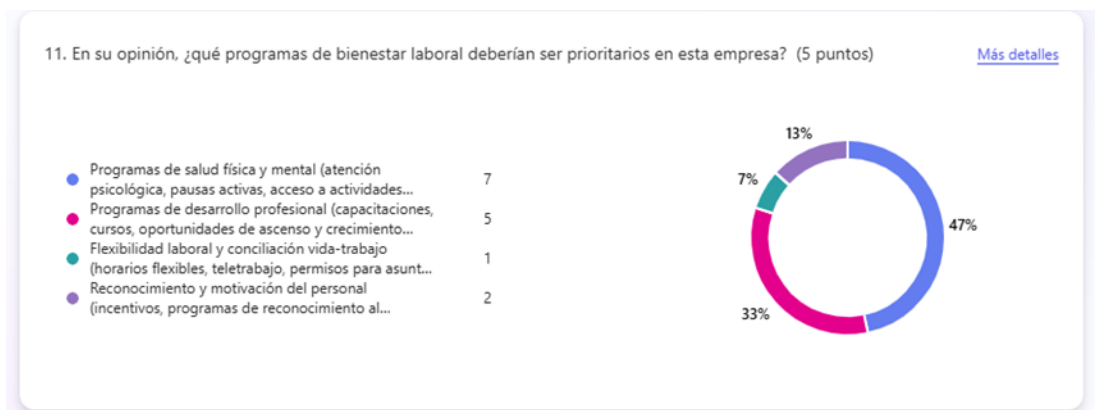 11. En su opinión, ¿qué programas de bienestar laboral deberían ser prioritarios en esta empresa? (5 puntos)
Más detalles
Programas de salud física y mental (atención
psicológica, pausas activas, acceso a actividades...
7
Programas de desarrollo profesional (capacitaciones,
cursos, oportunidades de ascenso y crecimiento...
5
Flexibilidad laboral y conciliación vida-trabajo
(horarios flexibles, teletrabajo, permisos para asunt...
1
Reconocimiento y motivación del personal
(incentivos, programas de reconocimiento al...
2
13%
7%
47%
33%